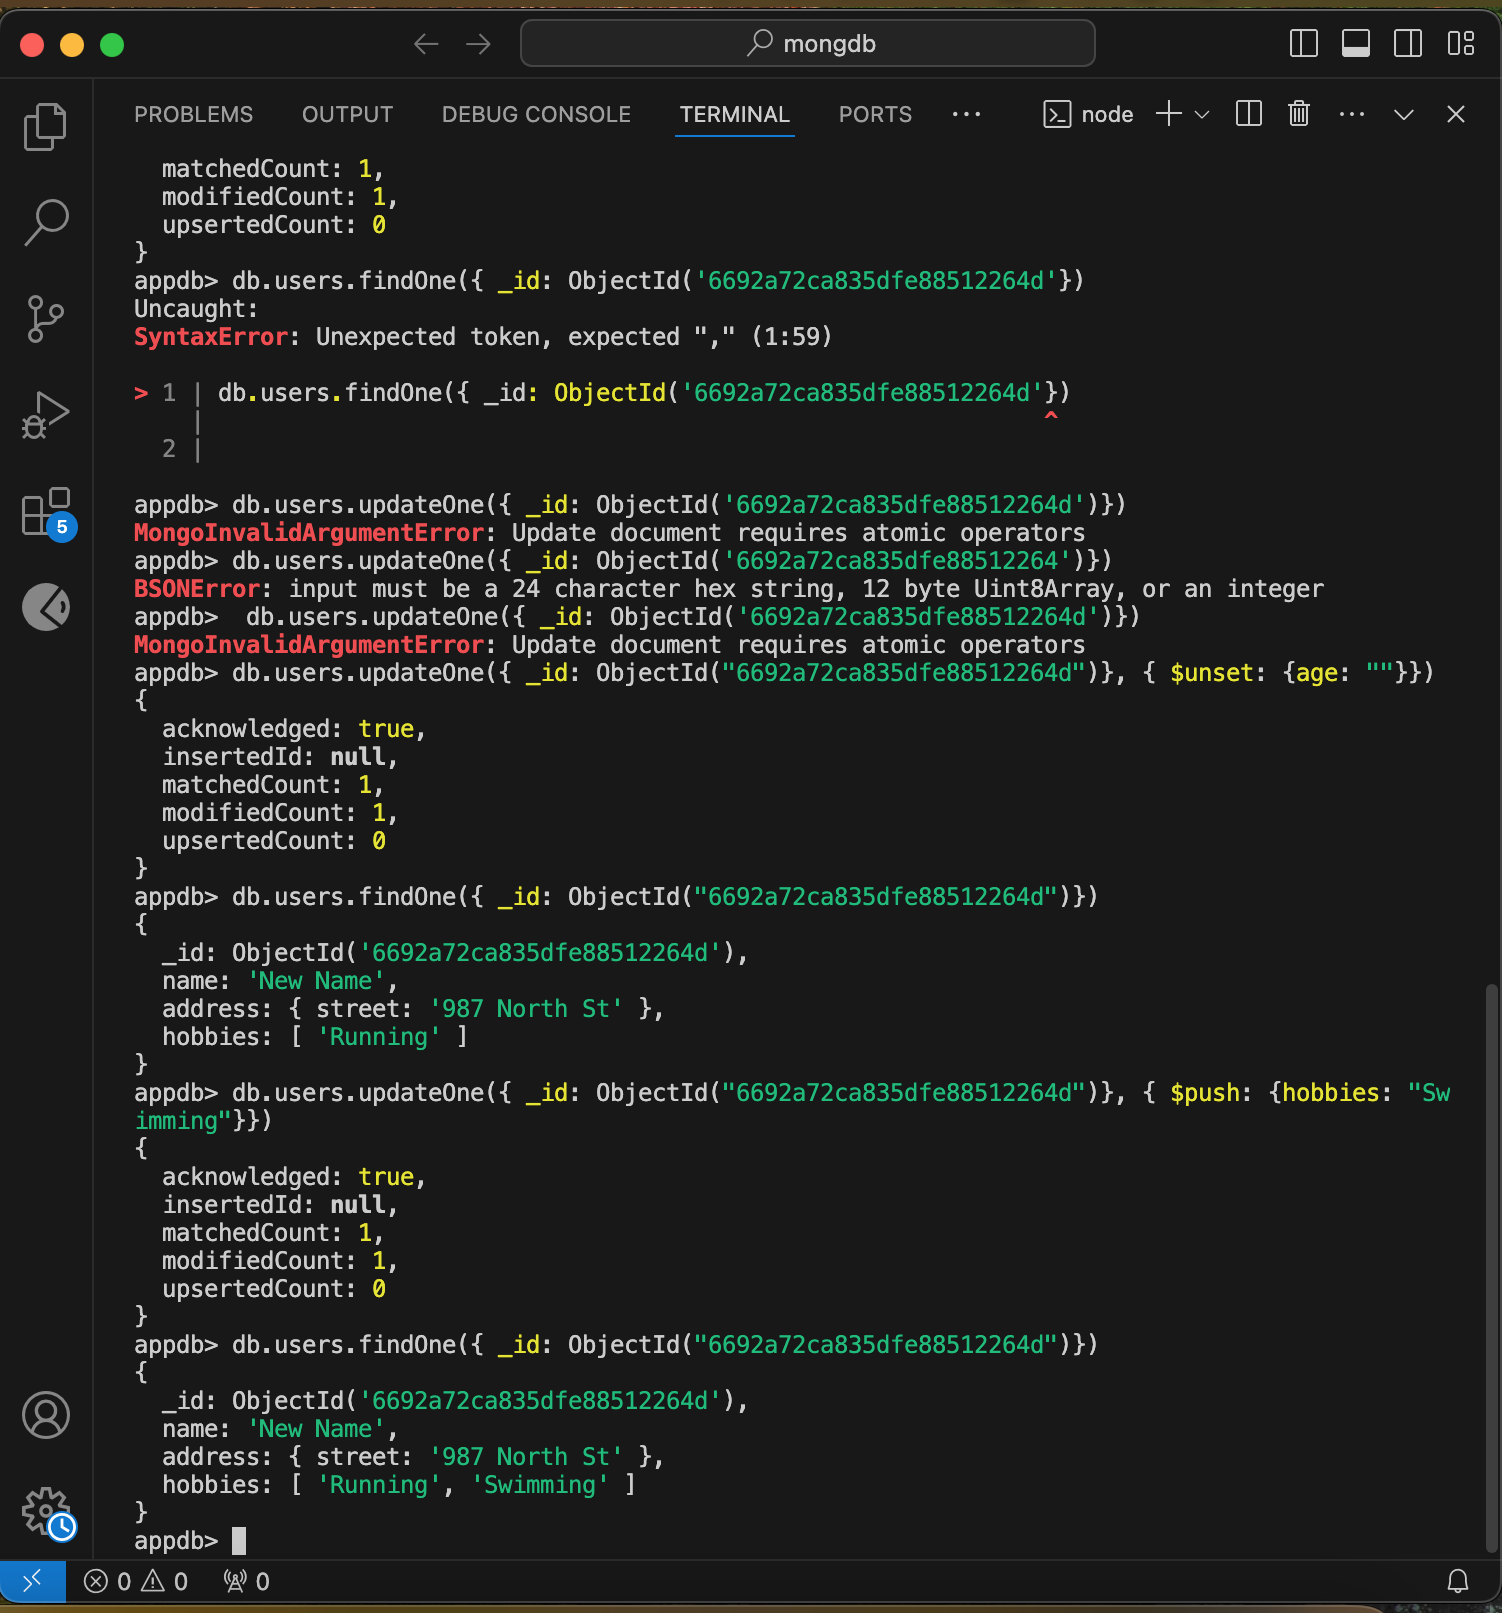 mongdb
PROBLEMS OUTPUT DEBUG CONSOLE TERMINAL PORTS ··· node
  matchedCount: 1,
  modifiedCount: 1,
  upsertedCount: 0
}
appdb> db.users.findOne({ _id: ObjectId('6692a72ca835dfe88512264d'})
Uncaught:
SyntaxError: Unexpected token, expected "," (1:59)
> 1 | db.users.findOne({ _id: ObjectId('6692a72ca835dfe88512264d'})
    |                                                            ^
  2 |
appdb> db.users.updateOne({ _id: ObjectId('6692a72ca835dfe88512264d')})
MongoInvalidArgumentError: Update document requires atomic operators
appdb> db.users.updateOne({ _id: ObjectId('6692a72ca835dfe88512264')})
BSONError: input must be a 24 character hex string, 12 byte Uint8Array, or an integer
appdb>  db.users.updateOne({ _id: ObjectId('6692a72ca835dfe88512264d')})
MongoInvalidArgumentError: Update document requires atomic operators
appdb> db.users.updateOne({ _id: ObjectId("6692a72ca835dfe88512264d")}, { $unset: {age: ""}})
{
  acknowledged: true,
  insertedId: null,
  matchedCount: 1,
  modifiedCount: 1,
  upsertedCount: 0
}
appdb> db.users.findOne({ _id: ObjectId("6692a72ca835dfe88512264d")})
{
  _id: ObjectId('6692a72ca835dfe88512264d'),
  name: 'New Name',
  address: { street: '987 North St' },
  hobbies: [ 'Running' ]
}
appdb> db.users.updateOne({ _id: ObjectId("6692a72ca835dfe88512264d")}, { $push: {hobbies: "Sw
imming"}})
{
  acknowledged: true,
  insertedId: null,
  matchedCount: 1,
  modifiedCount: 1,
  upsertedCount: 0
}
appdb> db.users.findOne({ _id: ObjectId("6692a72ca835dfe88512264d")})
{
  _id: ObjectId('6692a72ca835dfe88512264d'),
  name: 'New Name',
  address: { street: '987 North St' },
  hobbies: [ 'Running', 'Swimming' ]
}
appdb>
5
0 0 0